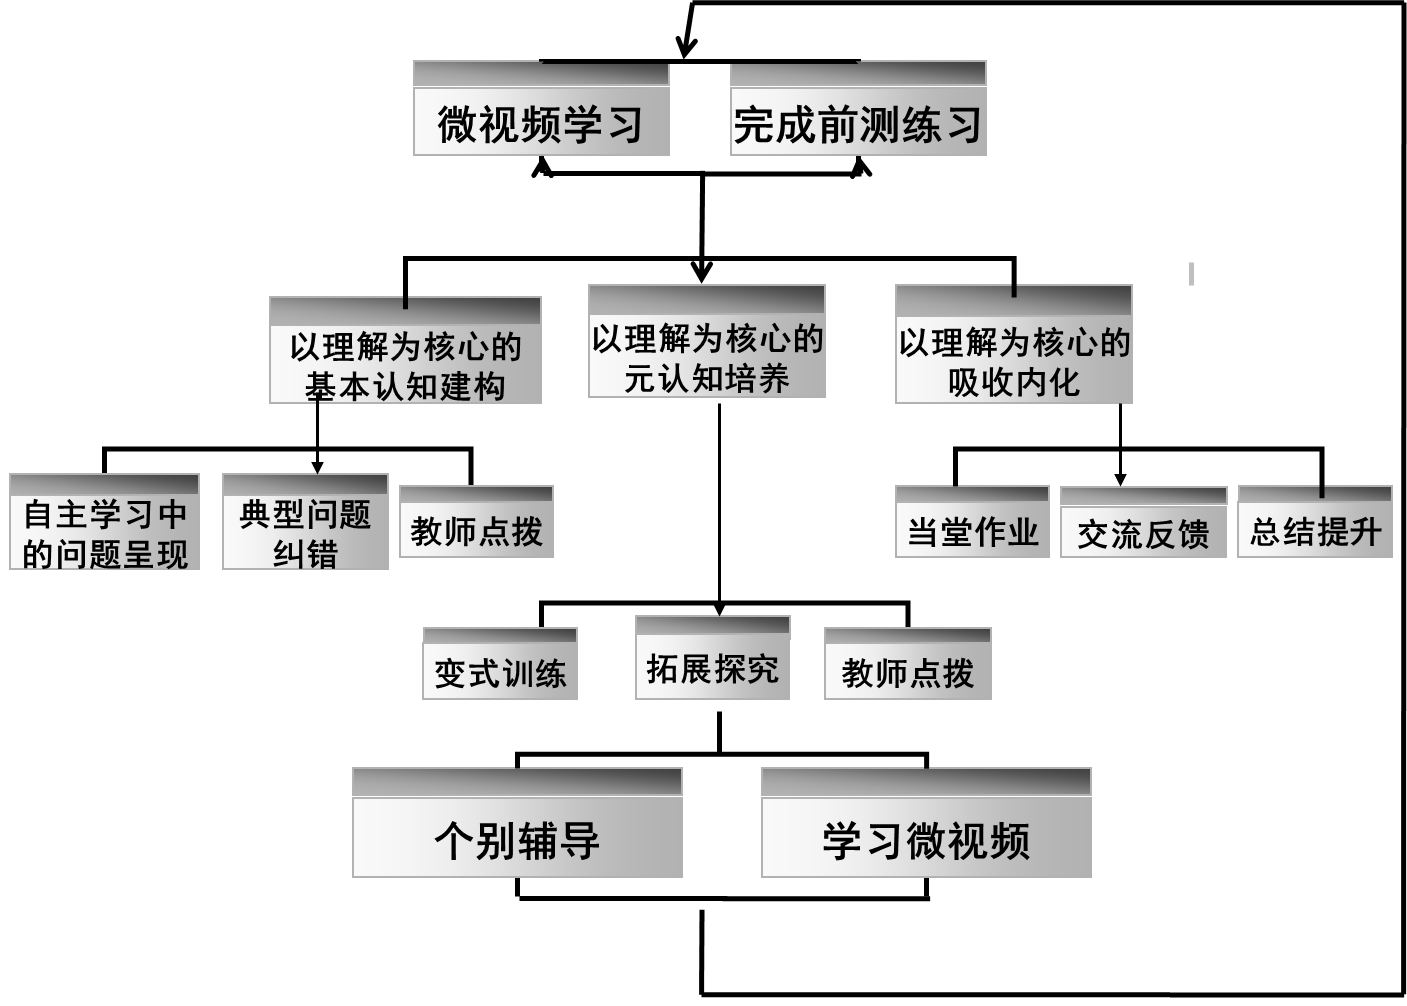 微视频学习
完成前测练习
以理解为核心的
基本认知建构
以理解为核心的
元认知培养
以理解为核心的
吸收内化
自主学习中
的问题呈现
典型问题
纠错
教师点拨
当堂作业
交流反馈
总结提升
变式训练
拓展探究
教师点拨
个别辅导
学习微视频